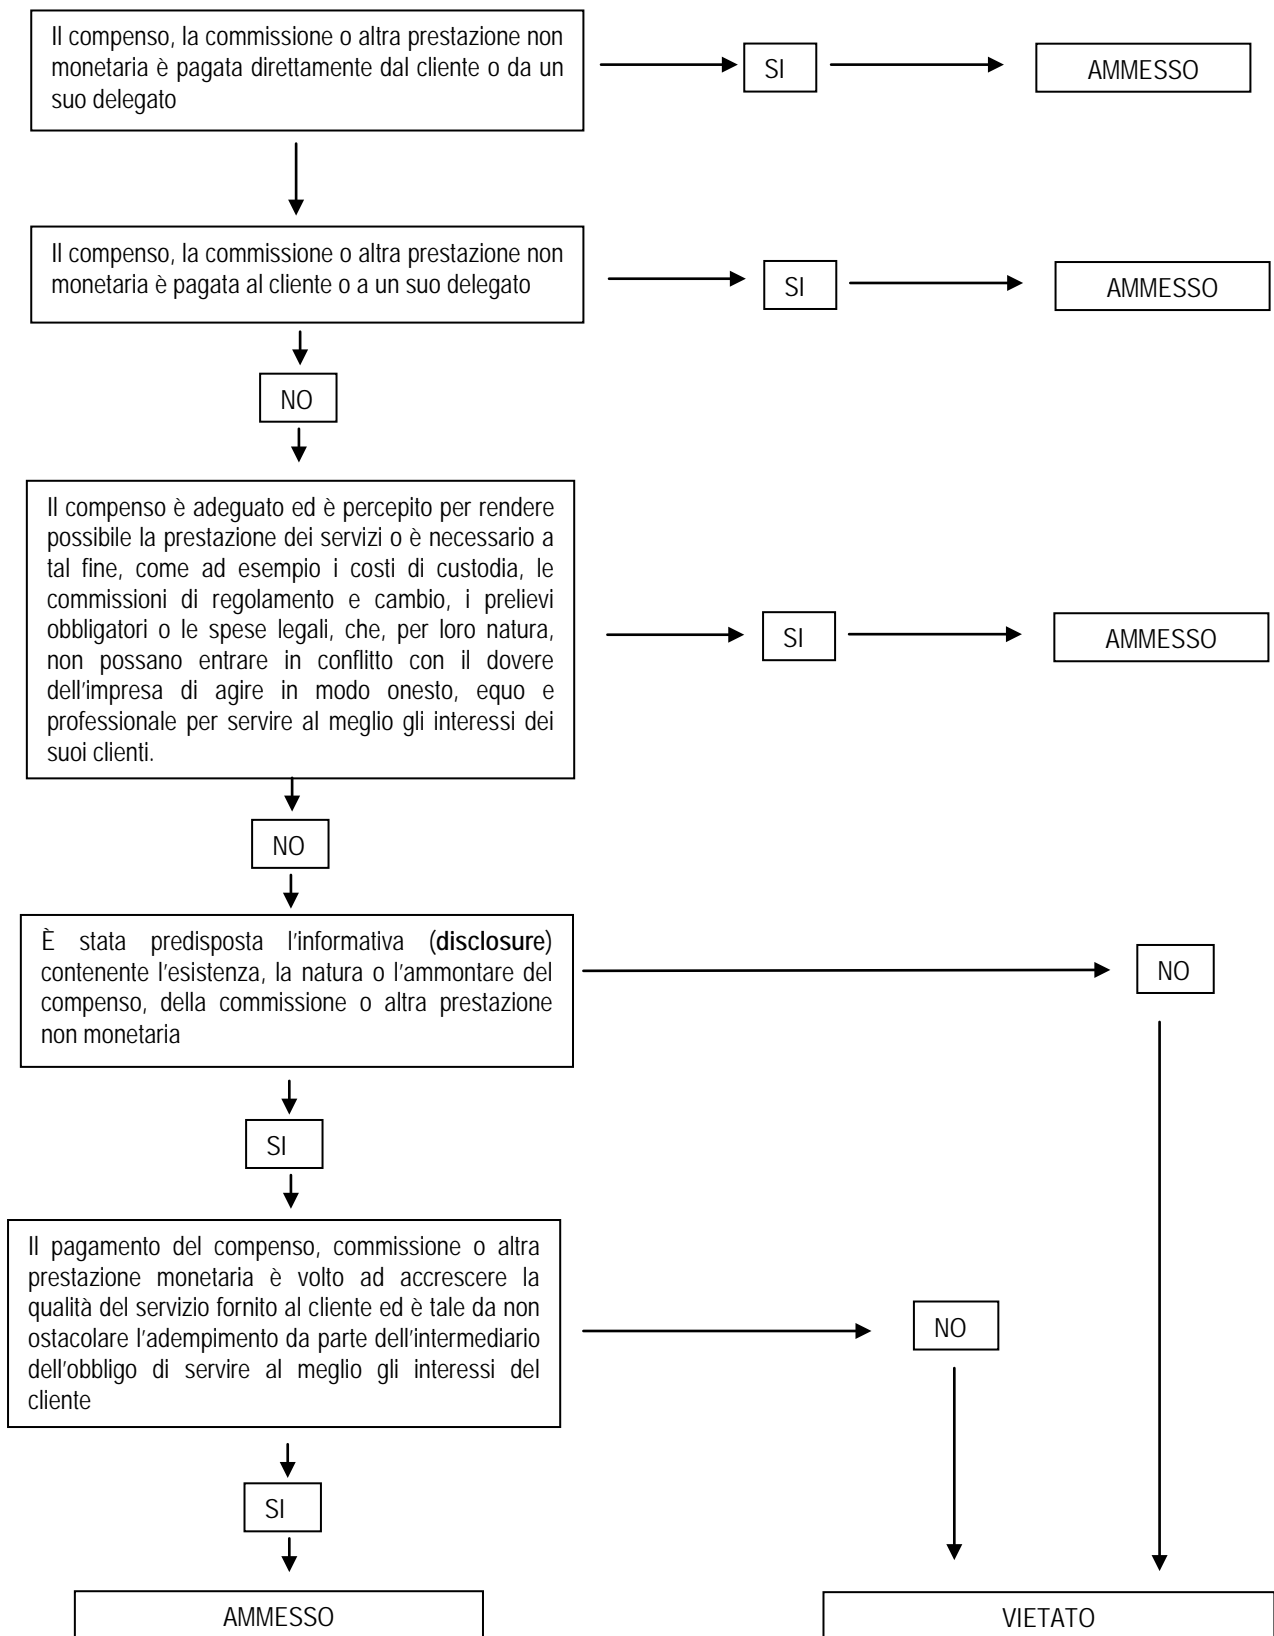 Il compenso, la commissione o altra prestazione non
monetaria è pagata direttamente dal cliente o da un
suo delegato
SI
AMMESSO
Il compenso, la commissione o altra prestazione non
monetaria è pagata al cliente o a un suo delegato
SI
AMMESSO
NO
Il compenso è adeguato ed è percepito per rendere
possibile la prestazione dei servizi o è necessario a
tal fine, come ad esempio i costi di custodia, le
commissioni di regolamento e cambio, i prelievi
obbligatori o le spese legali, che, per loro natura,
non possano entrare in conflitto con il dovere
dell'impresa di agire in modo onesto, equo e
professionale per servire al meglio gli interessi dei
suoi clienti.
SI
AMMESSO
NO
È stata predisposta l'informativa (disclosure)
contenente l'esistenza, la natura o l'ammontare del
compenso, della commissione o altra prestazione
non monetaria
NO
SI
Il pagamento del compenso, commissione o altra
prestazione monetaria è volto ad accrescere la
qualità del servizio fornito al cliente ed è tale da non
ostacolare l'adempimento da parte dell'intermediario
dell'obbligo di servire al meglio gli interessi del
cliente
NO
SI
AMMESSO
VIETATO